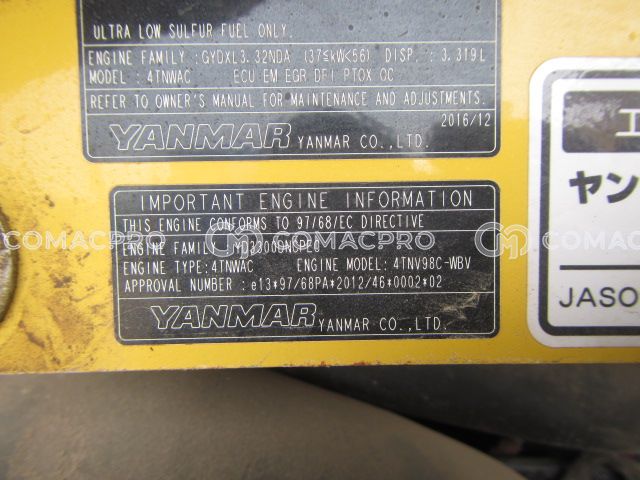 ULTRA LOW SULFUR FUEL ONLY.
ENGINE FAMILY :GYDXL3.32NDA (37≤kW<56) DISP. : 3.319L
MODEL : 4TNWAC ECU EM EGR DFI PTOX OC
REFER TO OWNER'S MANUAL FOR MAINTENANCE AND ADJUSTMENTS.
2016/12
YANMAR YANMAR CO.,LTD.
IMPORTANT ENGINE INFORMATION
THIS ENGINE CONFORMS TO 97/68/EC DIRECTIVE
ENGINE FAMILY
ENGINE TYPE:4TNWAC ENGINE MODEL: 4TNV98C-WBV
APPROVAL NUMBER : e13*97/68PA*2012/46*0002*02
YANMAR YANMAR CO.,LTD.
エ
ヤン
JASO
COMACPRO COMACPRO COMACPRO